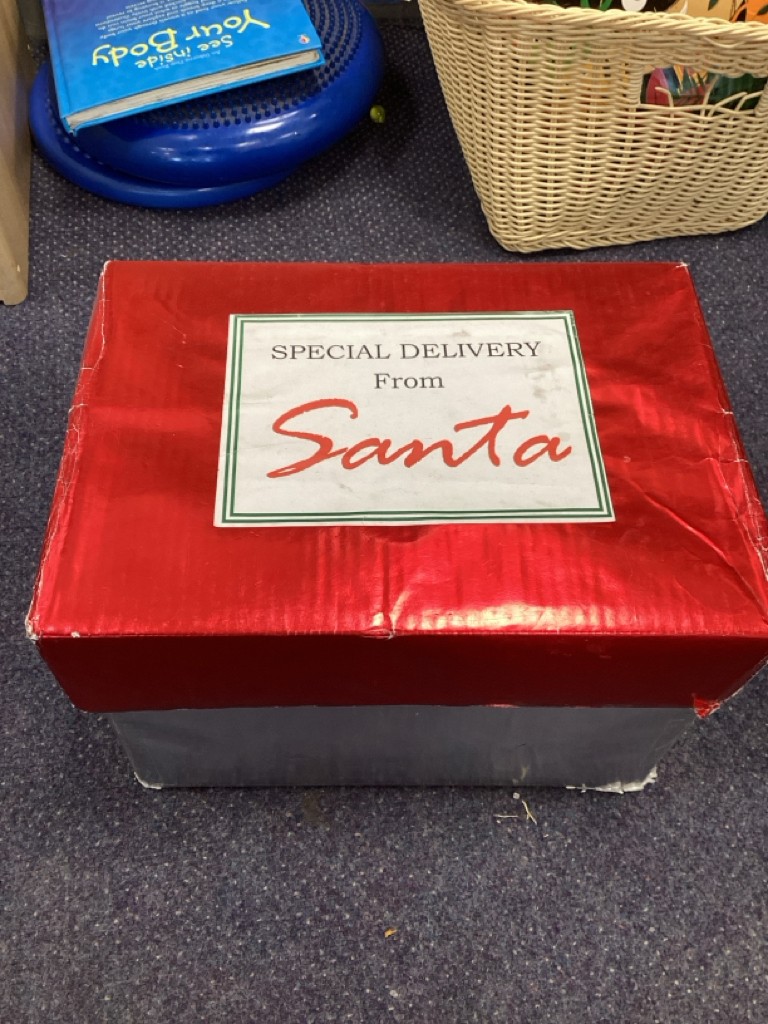 See inside
Your Body
SPECIAL DELIVERY
From
Santa